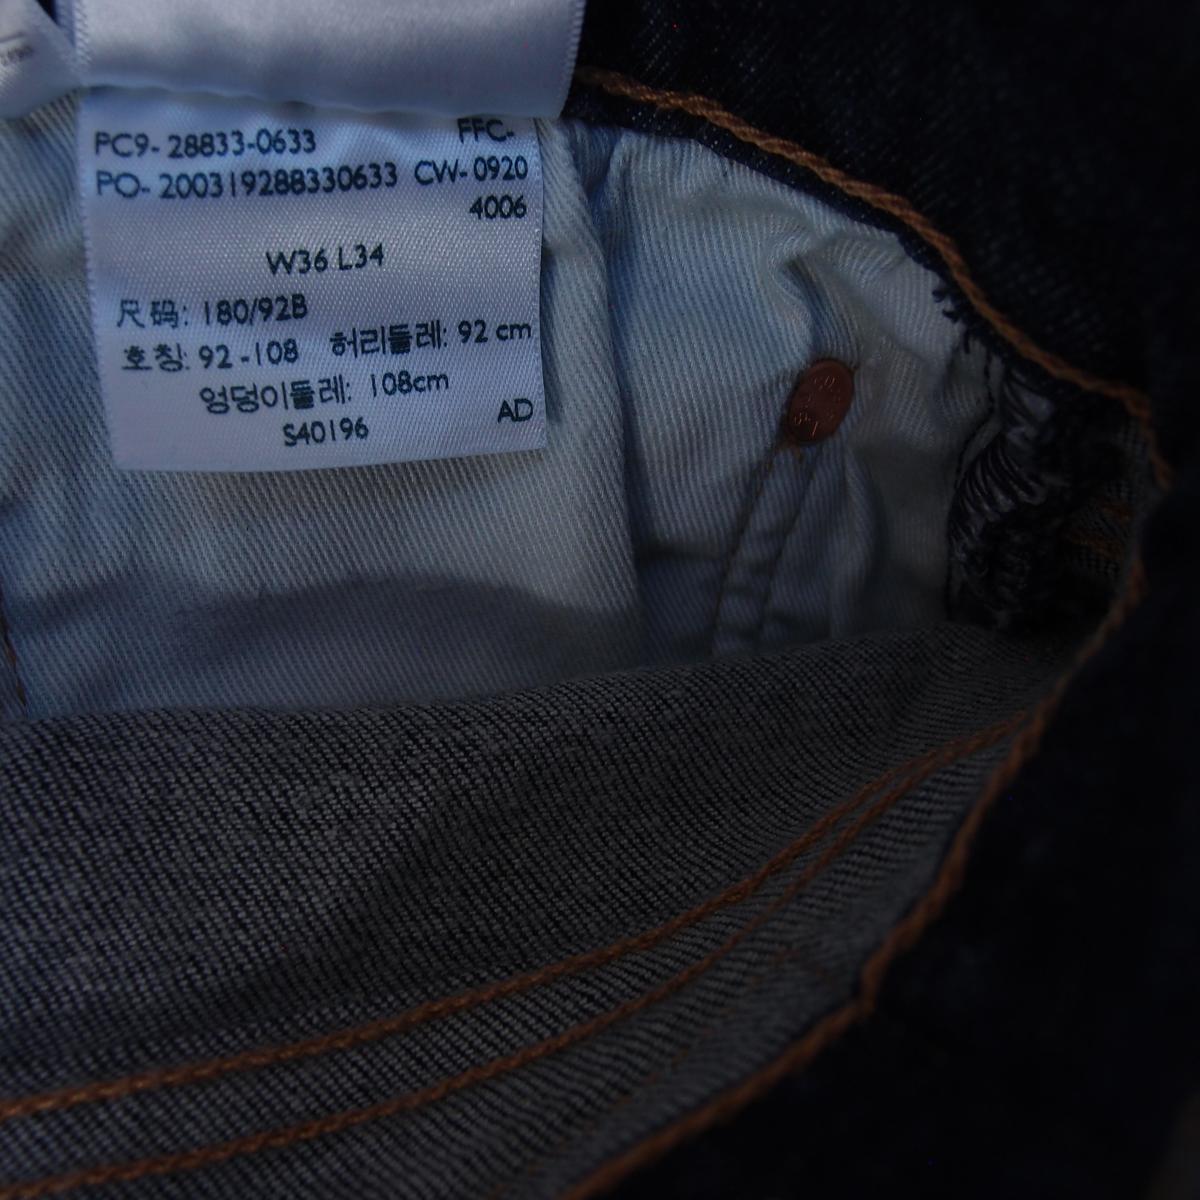 PC9- 28833-0633 FFC-
PO- 200319288330633 CW- 0920
4006
W36 L34
尺码: 180/92B
호칭: 92 -108 허리둘레: 92 cm
엉덩이둘레: 108cm
S40196 AD